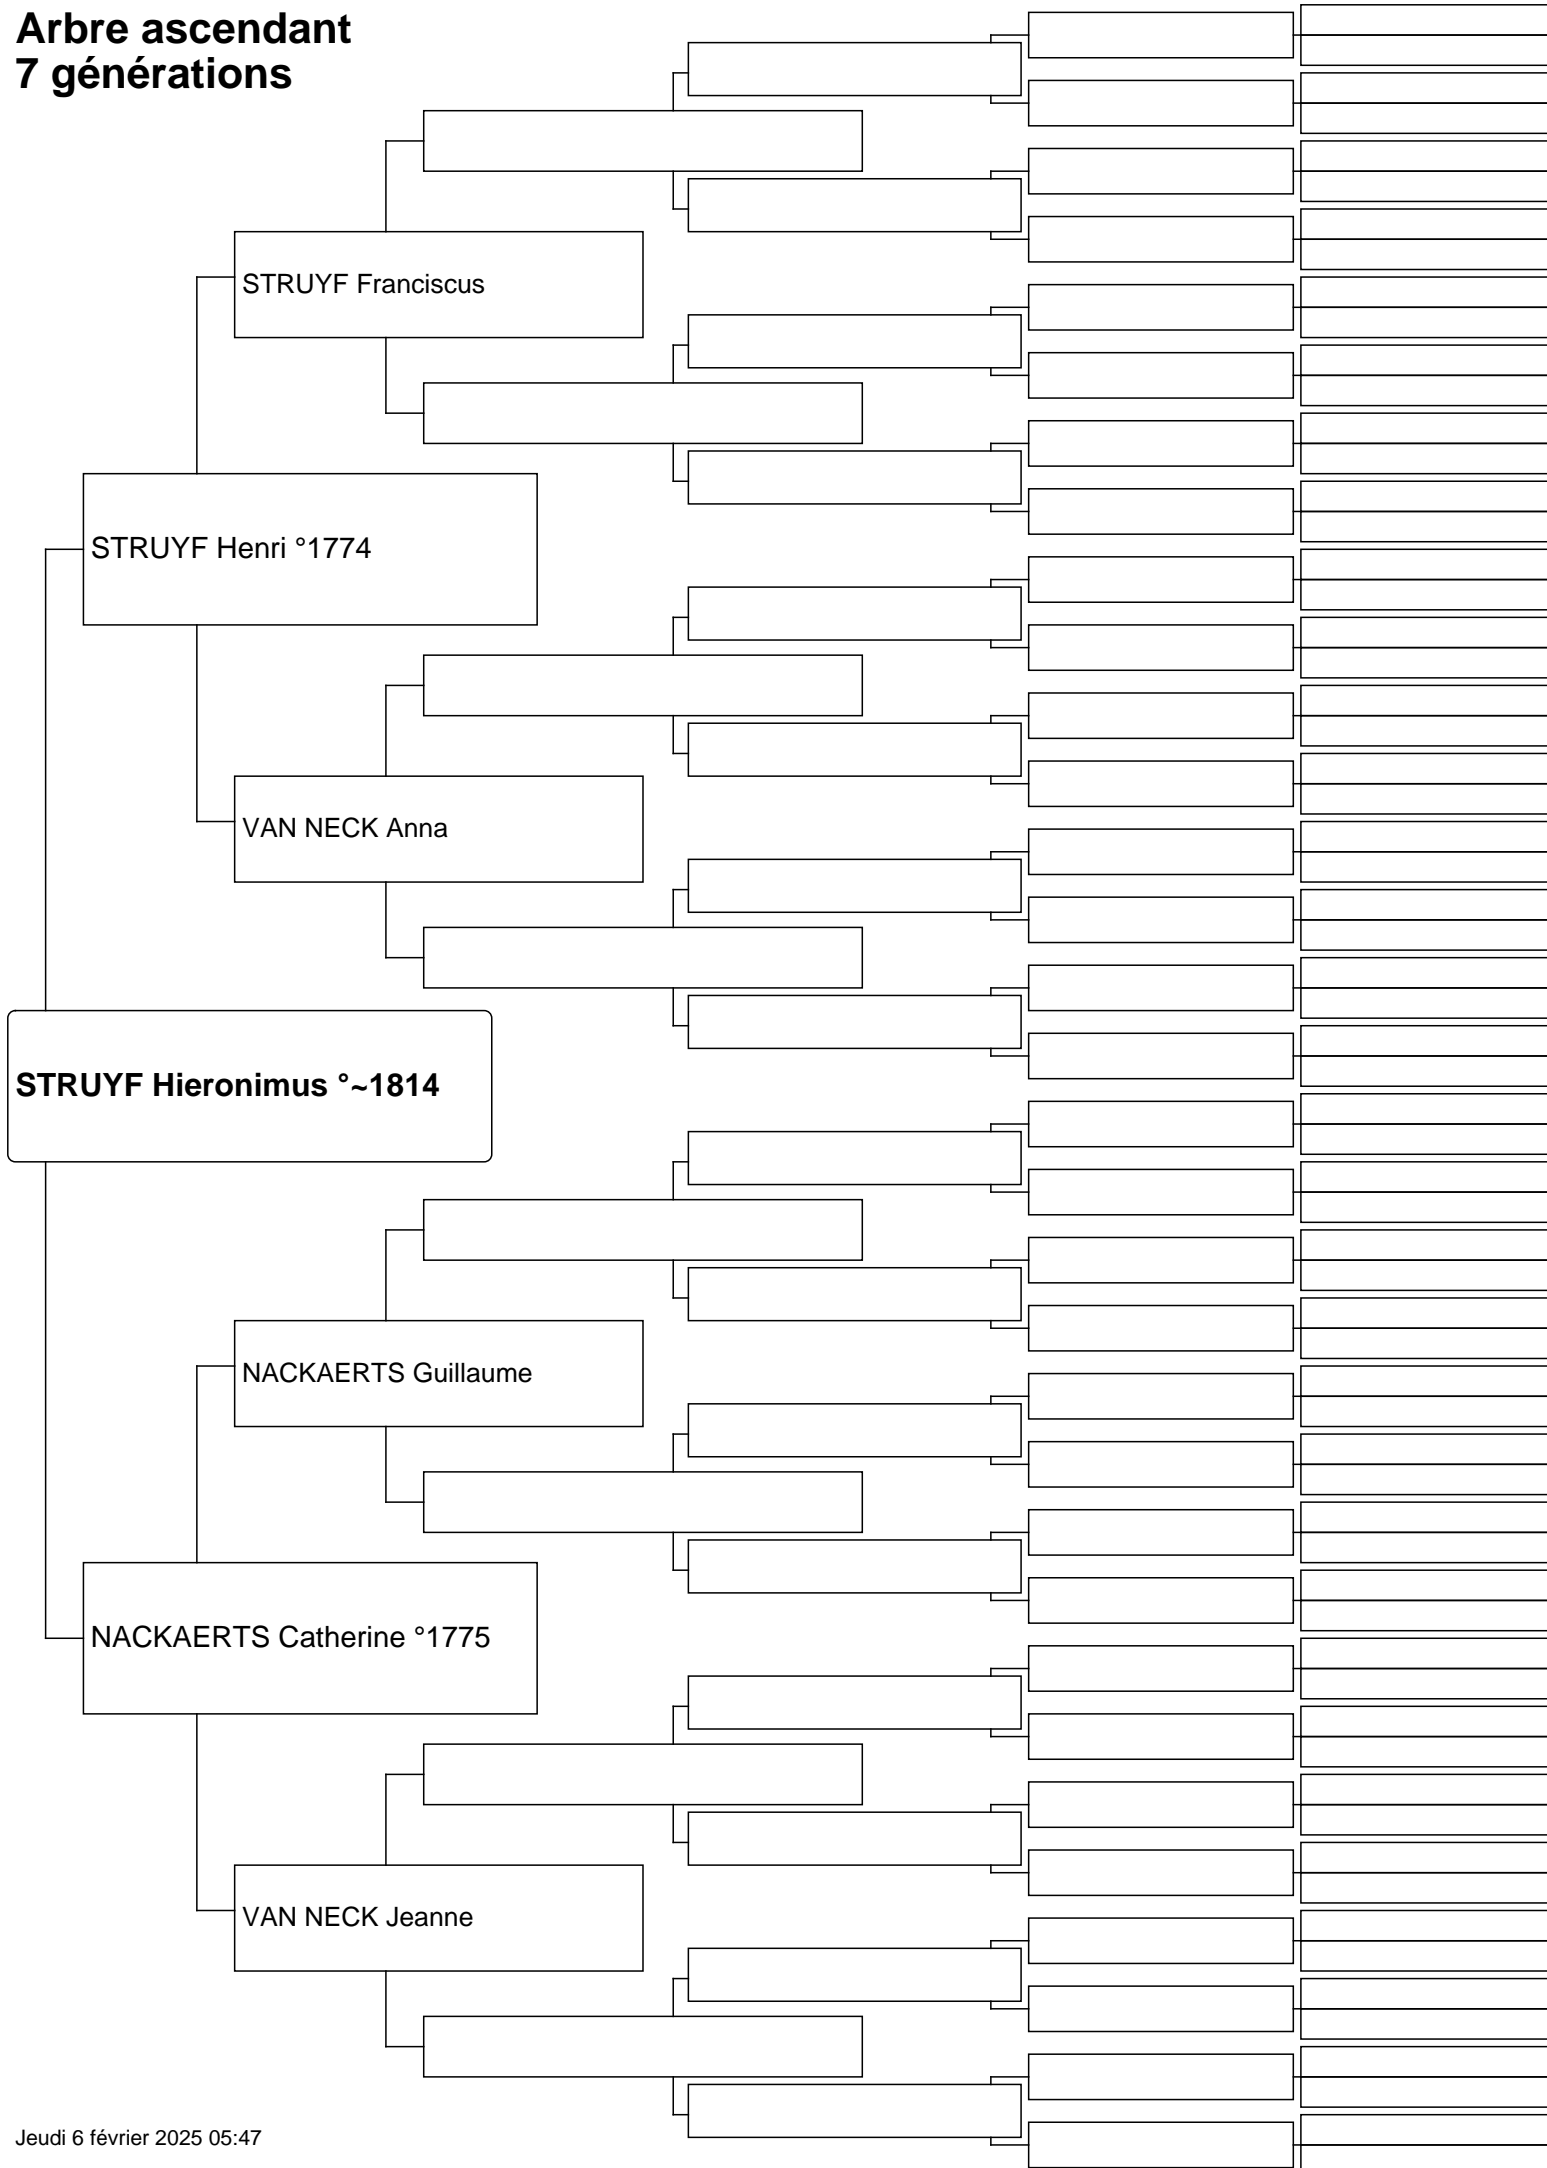 Arbre ascendant
7 générations
STRUYF Franciscus
STRUYF Henri °1774
VAN NECK Anna
STRUYF Hieronimus °~1814
NACKAERTS Guillaume
NACKAERTS Catherine °1775
VAN NECK Jeanne
Jeudi 6 février 2025 05:47